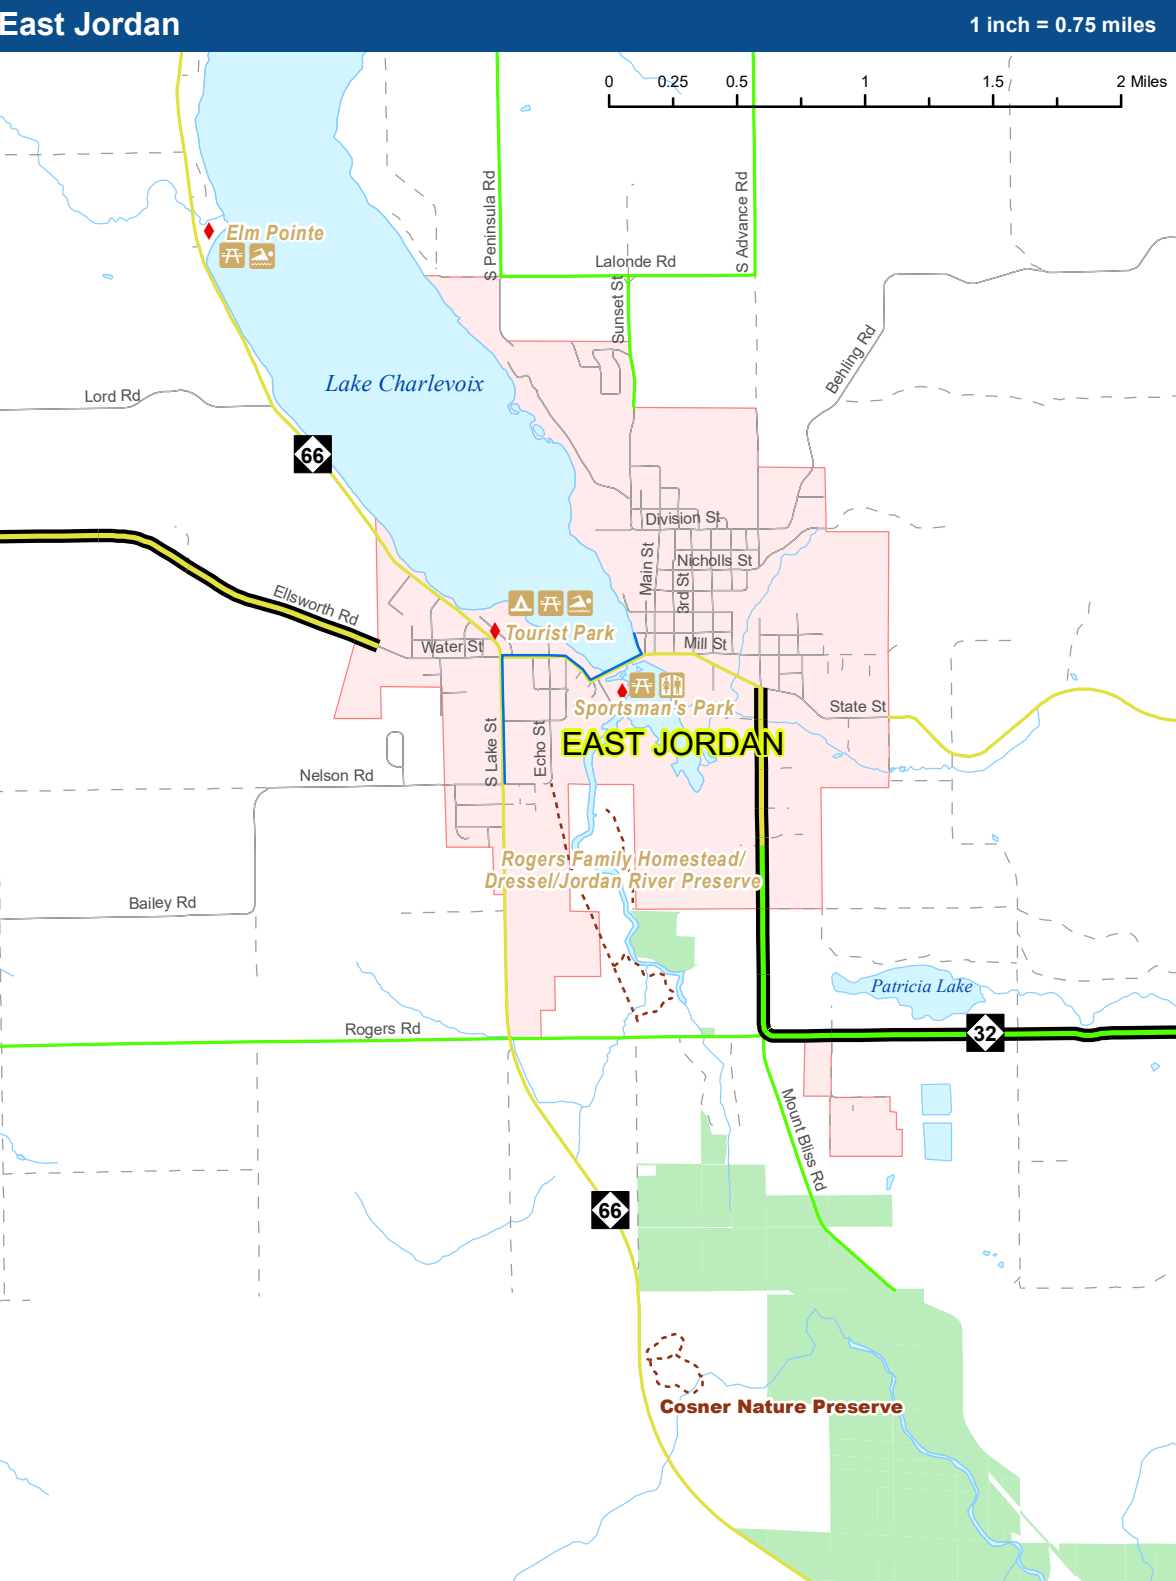 East Jordan
1 inch = 0.75 miles
0 0.25 0.5 1 1.5 2 Miles
S Peninsula Rd
S Advance Rd
Elm Pointe
Lalonde Rd
Sunset St
Behling Rd
Lake Charlevoix
Lord Rd
66
Division St
Main St
Nicholls St
3rd St
Ellsworth Rd
Tourist Park
Water St
Mill St
Sportsman's Park
State St
S Lake St
Echo St
EAST JORDAN
Nelson Rd
Rogers Family Homestead/
Dressel/Jordan River Preserve
Bailey Rd
Patricia Lake
Rogers Rd
32
Mount Bliss Rd
66
Cosner Nature Preserve